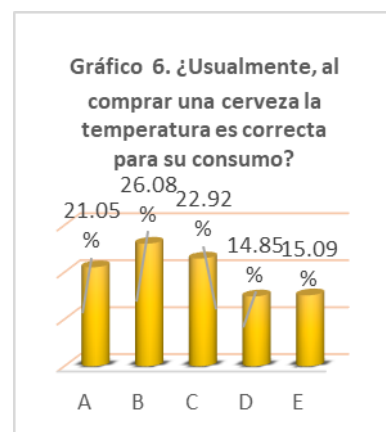 Gráfico 6. ¿Usualmente, al
comprar una cerveza la
temperatura es correcta
para su consumo?
21.05
%
26.08
%
22.92
%
14.85
%
15.09
%
A B C D E